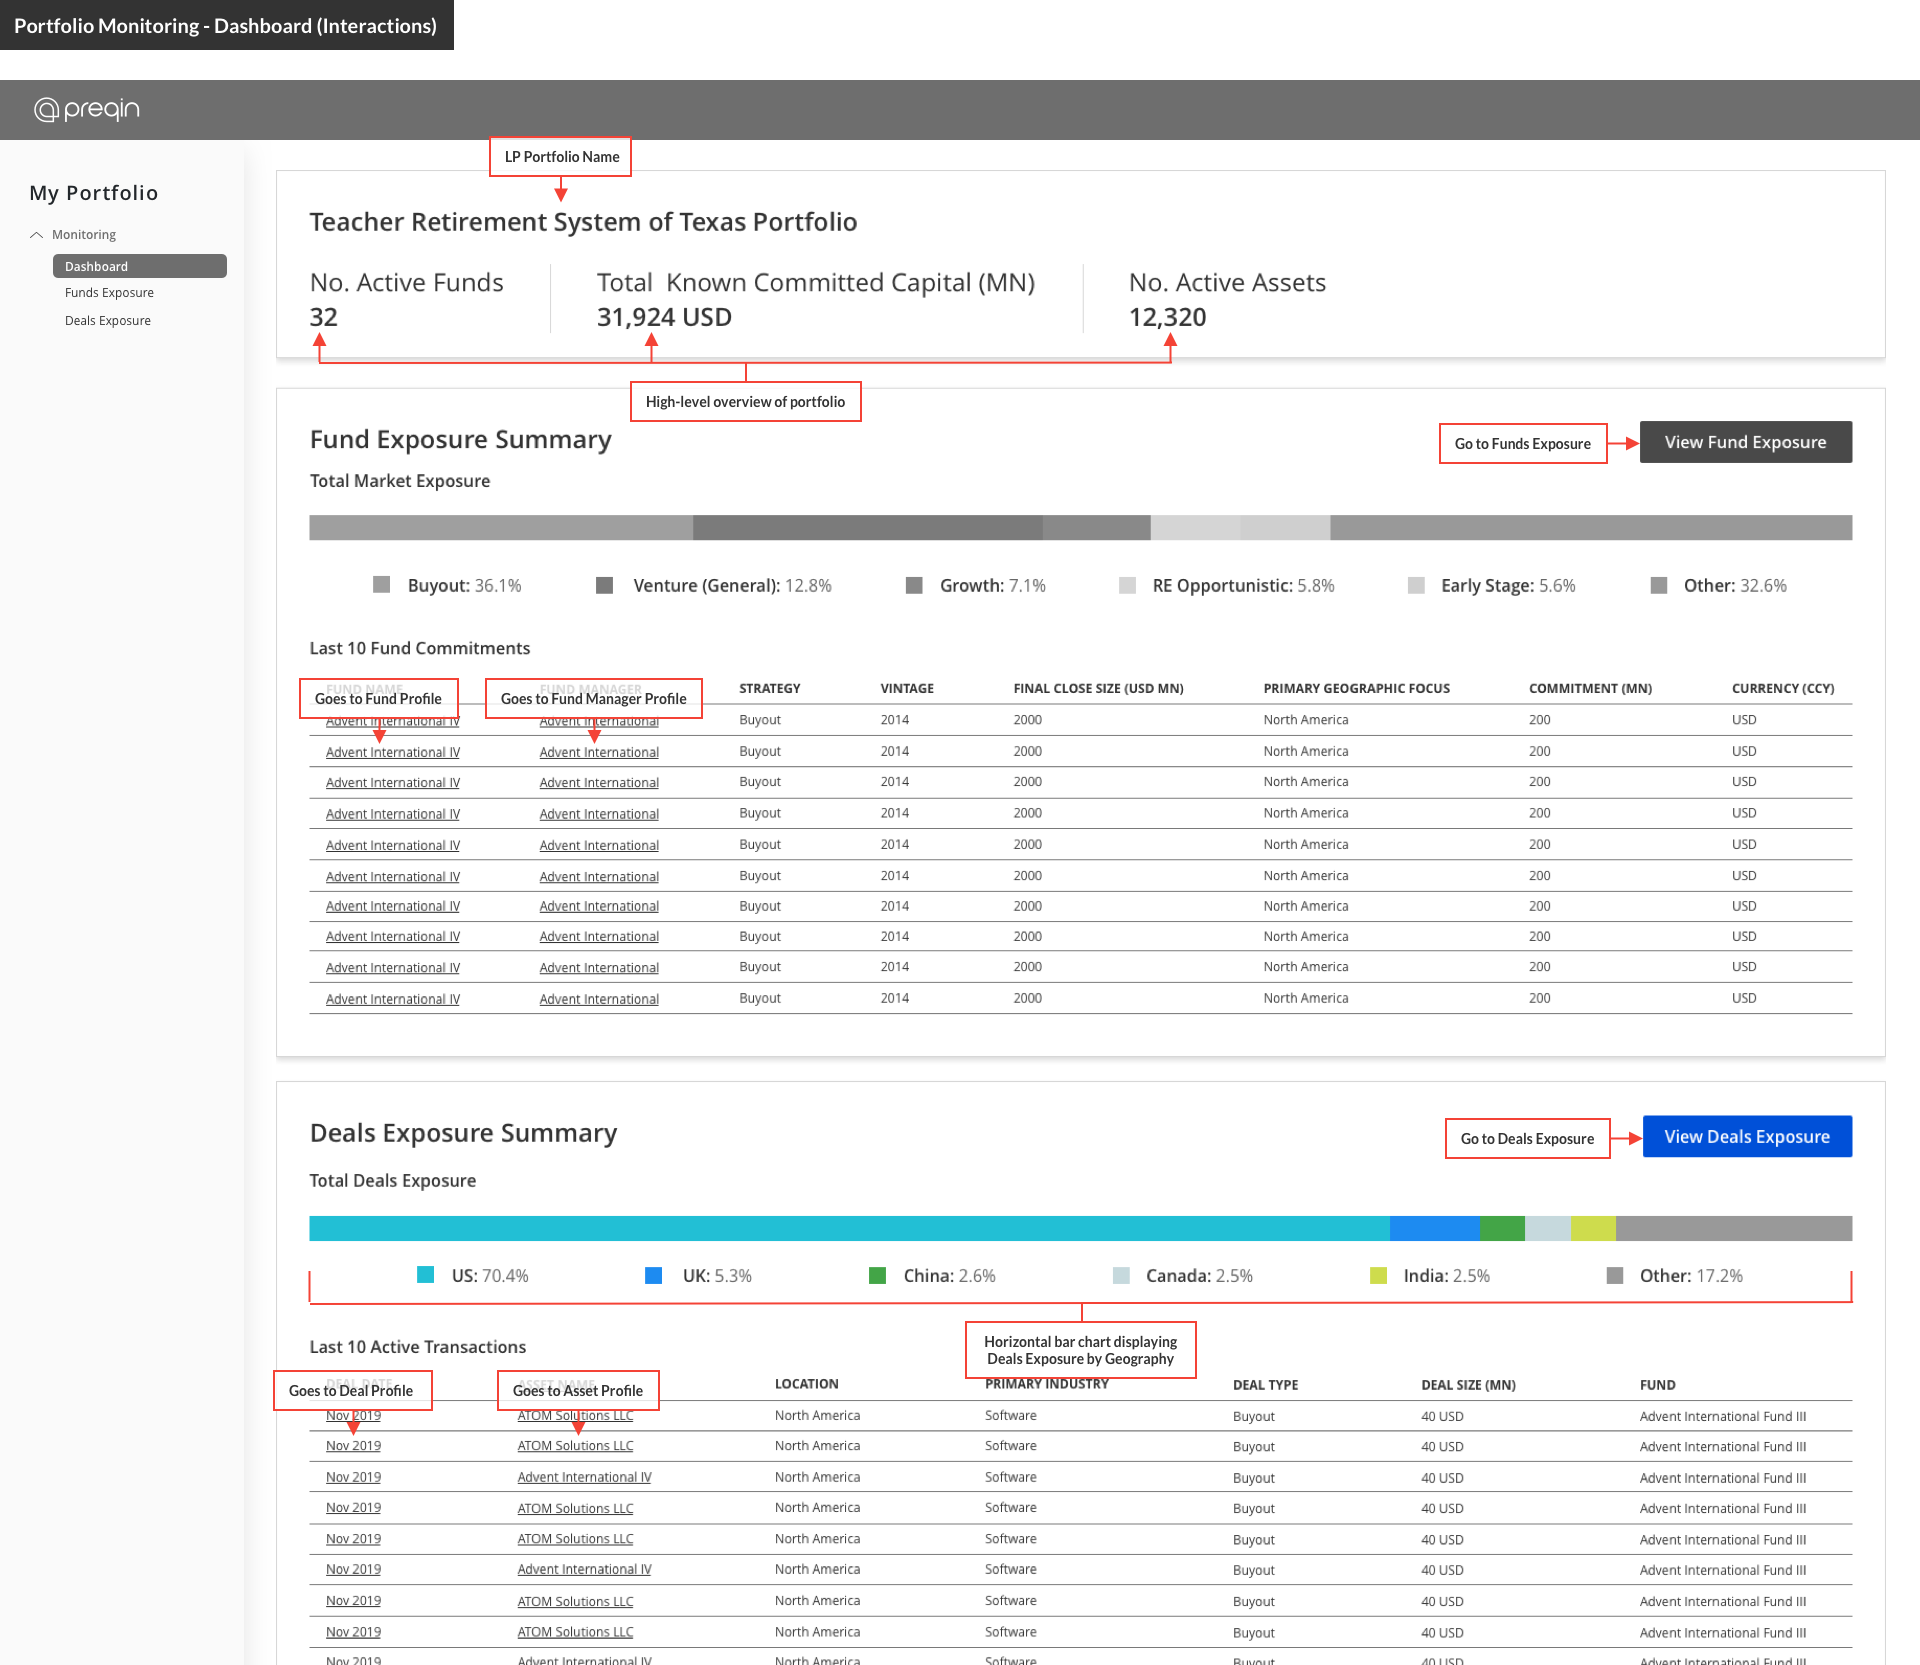 Portfolio Monitoring - Dashboard (Interactions)
preqin
My Portfolio
Monitoring
Dashboard
Funds Exposure
Deals Exposure
LP Portfolio Name
Teacher Retirement System of Texas Portfolio
No. Active Funds Total Known Committed Capital (MN) No. Active Assets
32 31,924 USD 12,320
High-level overview of portfolio
Fund Exposure Summary
Go to Funds Exposure View Fund Exposure
Total Market Exposure
Buyout: 36.1% Venture (General): 12.8% Growth: 7.1% RE Opportunistic: 5.8% Early Stage: 5.6% Other: 32.6%
Last 10 Fund Commitments
FUND NAME FUND MANAGER STRATEGY VINTAGE FINAL CLOSE SIZE (USD MN) PRIMARY GEOGRAPHIC FOCUS COMMITMENT (MN) CURRENCY (CCY)
Goes to Fund Profile Goes to Fund Manager Profile
Advent International IV Advent International Buyout 2014 2000 North America 200 USD
Advent International IV Advent International Buyout 2014 2000 North America 200 USD
Advent International IV Advent International Buyout 2014 2000 North America 200 USD
Advent International IV Advent International Buyout 2014 2000 North America 200 USD
Advent International IV Advent International Buyout 2014 2000 North America 200 USD
Advent International IV Advent International Buyout 2014 2000 North America 200 USD
Advent International IV Advent International Buyout 2014 2000 North America 200 USD
Advent International IV Advent International Buyout 2014 2000 North America 200 USD
Advent International IV Advent International Buyout 2014 2000 North America 200 USD
Advent International IV Advent International Buyout 2014 2000 North America 200 USD
Deals Exposure Summary
Go to Deals Exposure View Deals Exposure
Total Deals Exposure
US: 70.4% UK: 5.3% China: 2.6% Canada: 2.5% India: 2.5% Other: 17.2%
Horizontal bar chart displaying
Deals Exposure by Geography
Last 10 Active Transactions
DEAL DATE ASSET NAME LOCATION PRIMARY INDUSTRY DEAL TYPE DEAL SIZE (MN) FUND
Goes to Deal Profile Goes to Asset Profile
Nov 2019 ATOM Solutions LLC North America Software Buyout 40 USD Advent International Fund III
Nov 2019 ATOM Solutions LLC North America Software Buyout 40 USD Advent International Fund III
Nov 2019 Advent International IV North America Software Buyout 40 USD Advent International Fund III
Nov 2019 ATOM Solutions LLC North America Software Buyout 40 USD Advent International Fund III
Nov 2019 ATOM Solutions LLC North America Software Buyout 40 USD Advent International Fund III
Nov 2019 Advent International IV North America Software Buyout 40 USD Advent International Fund III
Nov 2019 ATOM Solutions LLC North America Software Buyout 40 USD Advent International Fund III
Nov 2019 ATOM Solutions LLC North America Software Buyout 40 USD Advent International Fund III
Nov 2019 Advent International IV North America Software Buyout 40 USD Advent International Fund III